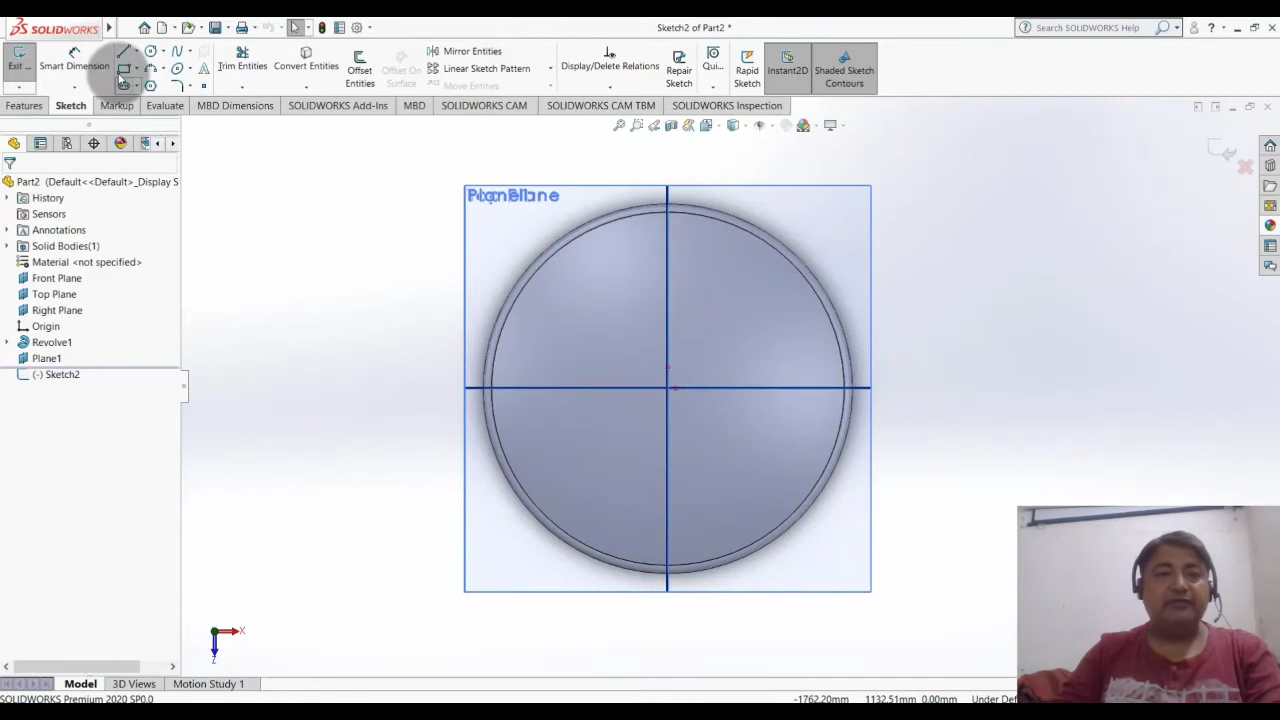 SOLIDWORKS
Sketch2 of Part2 *
Search SOLIDWORKS Help
Exit ...
Smart Dimension
Trim Entities
Convert Entities
Offset Entities
Offset On Surface
Mirror Entities
Linear Sketch Pattern
Move Entities
Display/Delete Relations
Repair Sketch
Qui...
Rapid Sketch
Instant2D
Shaded Sketch Contours
Features
Sketch
Markup
Evaluate
MBD Dimensions
SOLIDWORKS Add-Ins
MBD
SOLIDWORKS CAM
SOLIDWORKS CAM TBM
SOLIDWORKS Inspection
Part2 (Default<<Default>_Display S
History
Sensors
Annotations
Solid Bodies(1)
Material <not specified>
Front Plane
Top Plane
Right Plane
Origin
Revolve1
Plane1
(-) Sketch2
X
Z
Model
3D Views
Motion Study 1
SOLIDWORKS Premium 2020 SP0.0
-1762.20mm
1132.51mm
0.00mm
Under Def